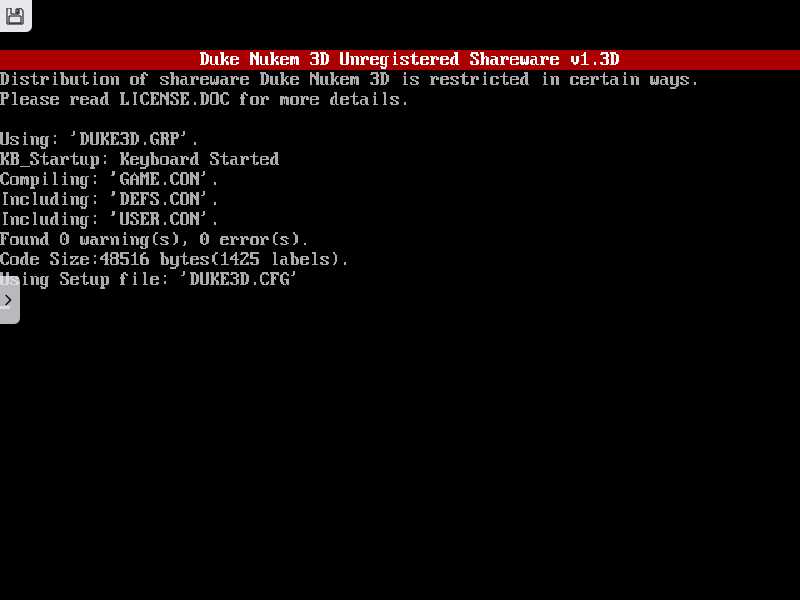 Duke Nukem 3D Unregistered Shareware v1.3D
Distribution of shareware Duke Nukem 3D is restricted in certain ways.
Please read LICENSE.DOC for more details.
Using: 'DUKE3D.GRP'.
KB_Startup: Keyboard Started
Compiling: 'GAME.CON'.
Including: 'DEFS.CON'.
Including: 'USER.CON'.
Found 0 warning(s), 0 error(s).
Code Size:48516 bytes(1425 labels).
Using Setup file: 'DUKE3D.CFG'